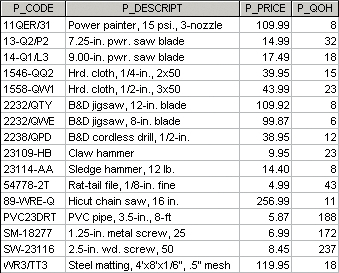 P_CODE P_DESCRIPT P_PRICE P_QOH
11QER/31 Power painter, 15 psi., 3-nozzle 109.99 8
13-Q2/P2 7.25-in. pwr. saw blade 14.99 32
14-Q1/L3 9.00-in. pwr. saw blade 17.49 18
1546-QQ2 Hrd. cloth, 1/4-in., 2x50 39.95 15
1558-QW1 Hrd. cloth, 1/2-in., 3x50 43.99 23
2232/QTY B&D jigsaw, 12-in. blade 109.92 8
2232/QWE B&D jigsaw, 8-in. blade 99.87 6
2238/QPD B&D cordless drill, 1/2-in. 38.95 12
23109-HB Claw hammer 9.95 23
23114-AA Sledge hammer, 12 lb. 14.40 8
54778-2T Rat-tail file, 1/8-in. fine 4.99 43
89-WRE-Q Hicut chain saw, 16 in. 256.99 11
PVC23DRT PVC pipe, 3.5-in., 8-ft 5.87 188
SM-18277 1.25-in. metal screw, 25 6.99 172
SW-23116 2.5-in. wd. screw, 50 8.45 237
WR3/TT3 Steel matting, 4'x8'x1/6", .5" mesh 119.95 18